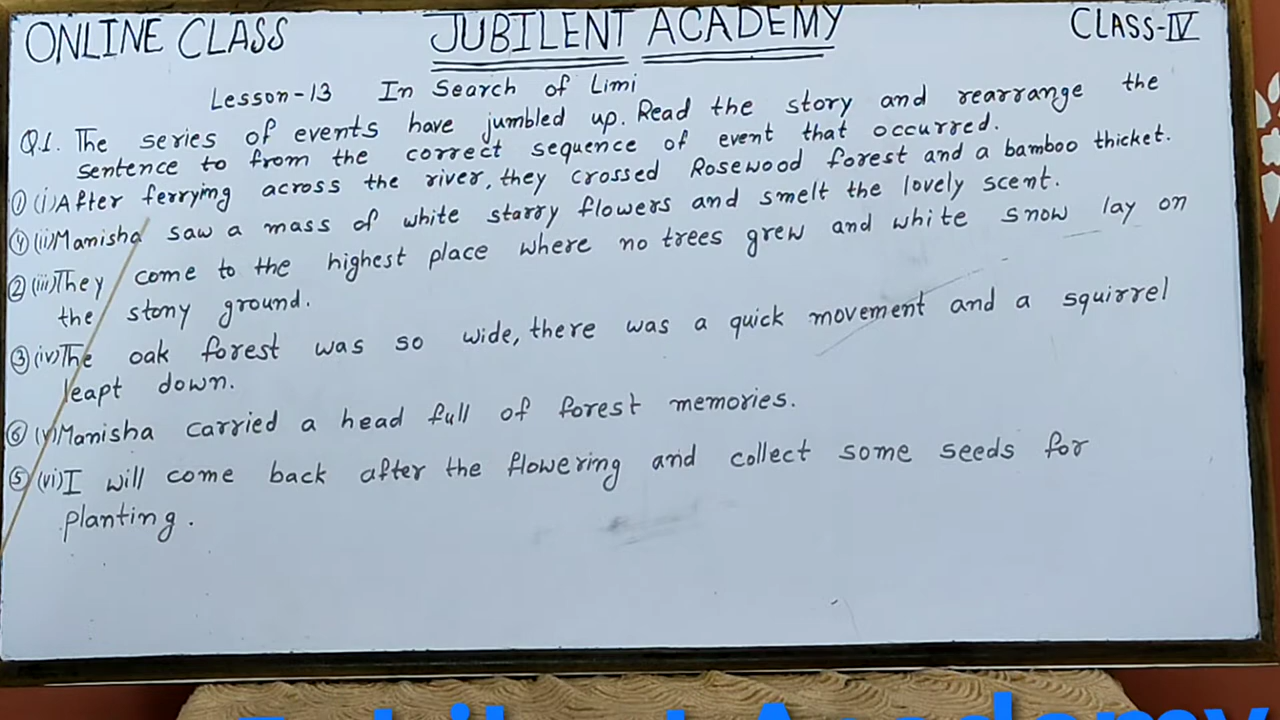 ONLINE CLASS JUBILENT ACADEMY CLASS-IV
Lesson-13 In Search of Limi
Q.1. The series of events have jumbled up. Read the story and rearrange the
sentence to from the correct sequence of event that occurred.
① (i) After ferrying across the river, they crossed Rosewood forest and a bamboo thicket.
④ (ii) Manisha saw a mass of white starry flowers and smelt the lovely scent.
② (iii) They come to the highest place where no trees grew and white snow lay on
the stony ground.
③ (iv) The oak forest was so wide, there was a quick movement and a squirrel
leapt down.
⑥ (v) Manisha carried a head full of forest memories.
⑤ (vi) I will come back after the flowering and collect some seeds for
planting.
Academy